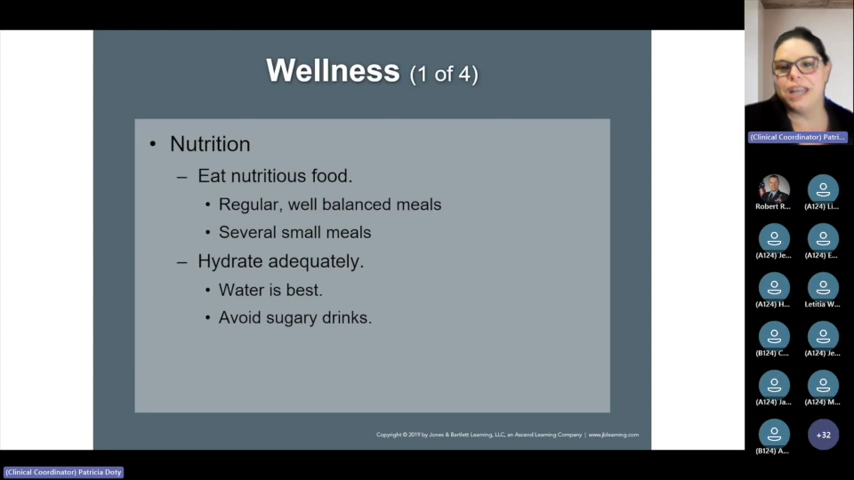 Wellness (1 of 4)
• Nutrition
– Eat nutritious food.
• Regular, well balanced meals
• Several small meals
– Hydrate adequately.
• Water is best.
• Avoid sugary drinks.
Copyright © 2019 by Jones & Bartlett Learning, LLC, an Ascend Learning Company | www.jblearning.com
(Clinical Coordinator) Patricia Doty
(Clinical Coordinator) Patri...
Robert R...
(A124) Li...
(A124) Je...
(A124) E...
(A124) H...
Letitia W...
(B124) C...
(A124) Je...
(A124) Ja...
(A124) M...
(B124) A...
+32